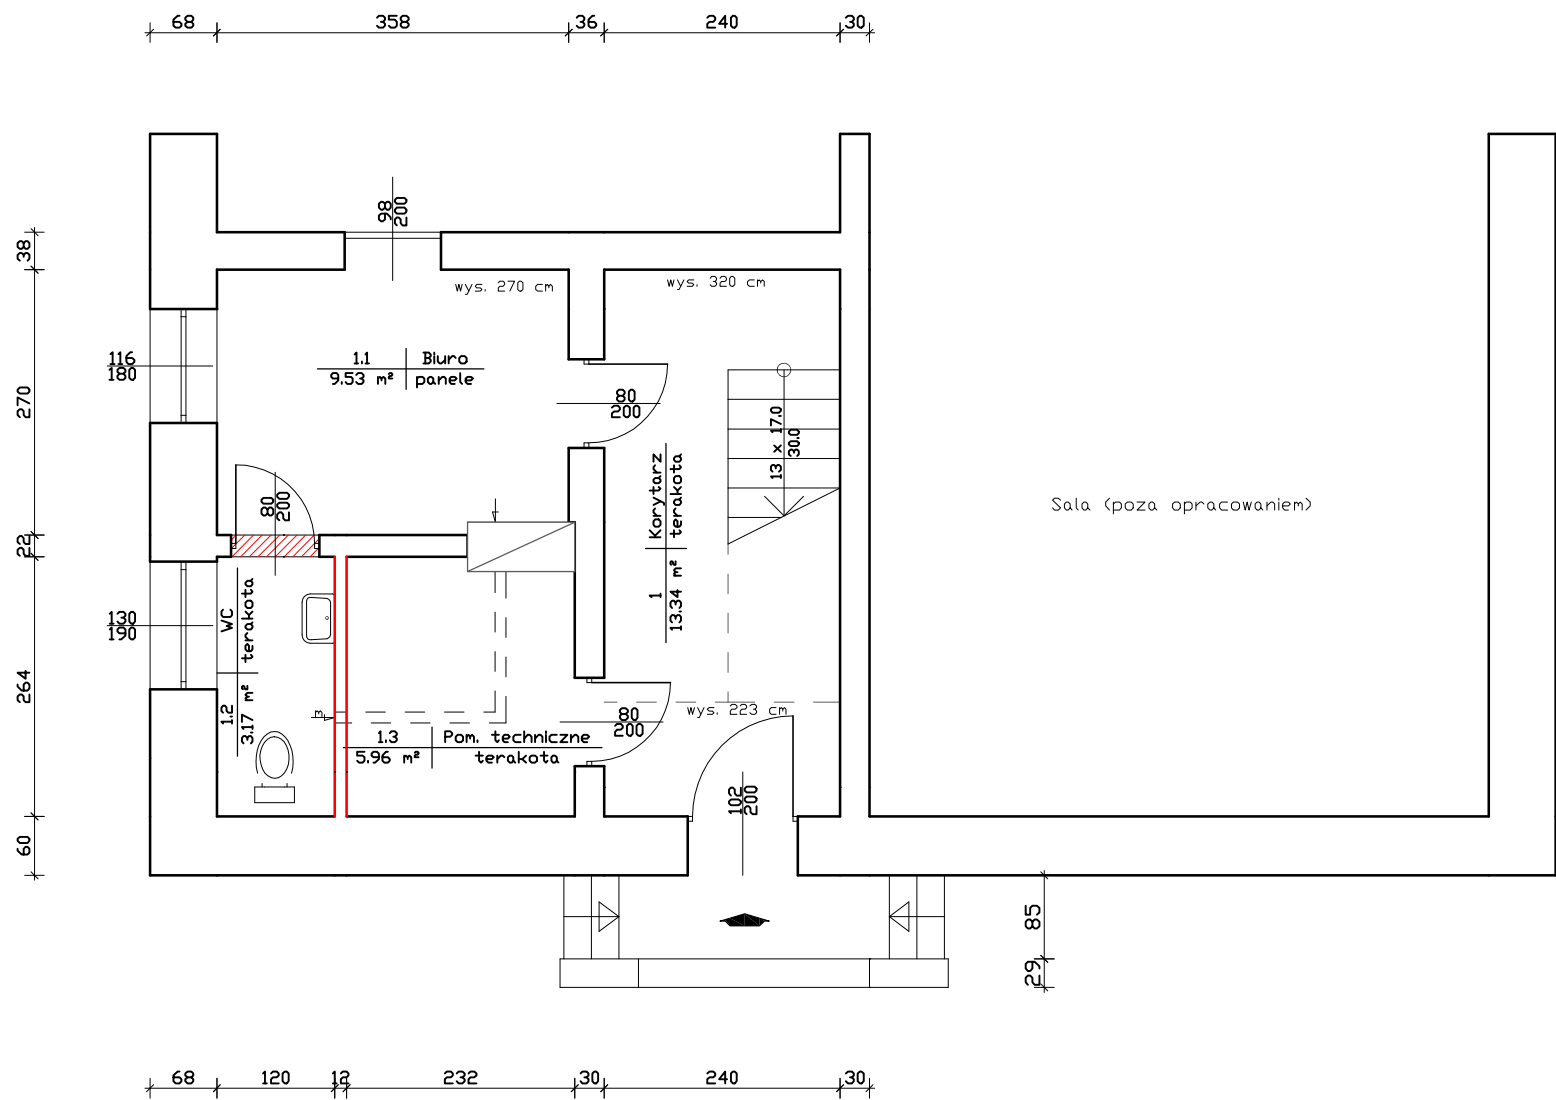 68
358
36
240
30
38
98
200
wys. 270 cm
wys. 320 cm
116
180
1.1
Biuro
9.53 m²
panele
80
200
270
13 x 17.0
30.0
Korytarz
terakota
1
13.34 m²
Sala (poza opracowaniem)
80
200
22
130
190
WC
terakota
1.2
3.17 m²
264
80
200
wys. 223 cm
1.3
Pom. techniczne
5.96 m²
terakota
102
200
60
85
29
68
120
12
232
30
240
30